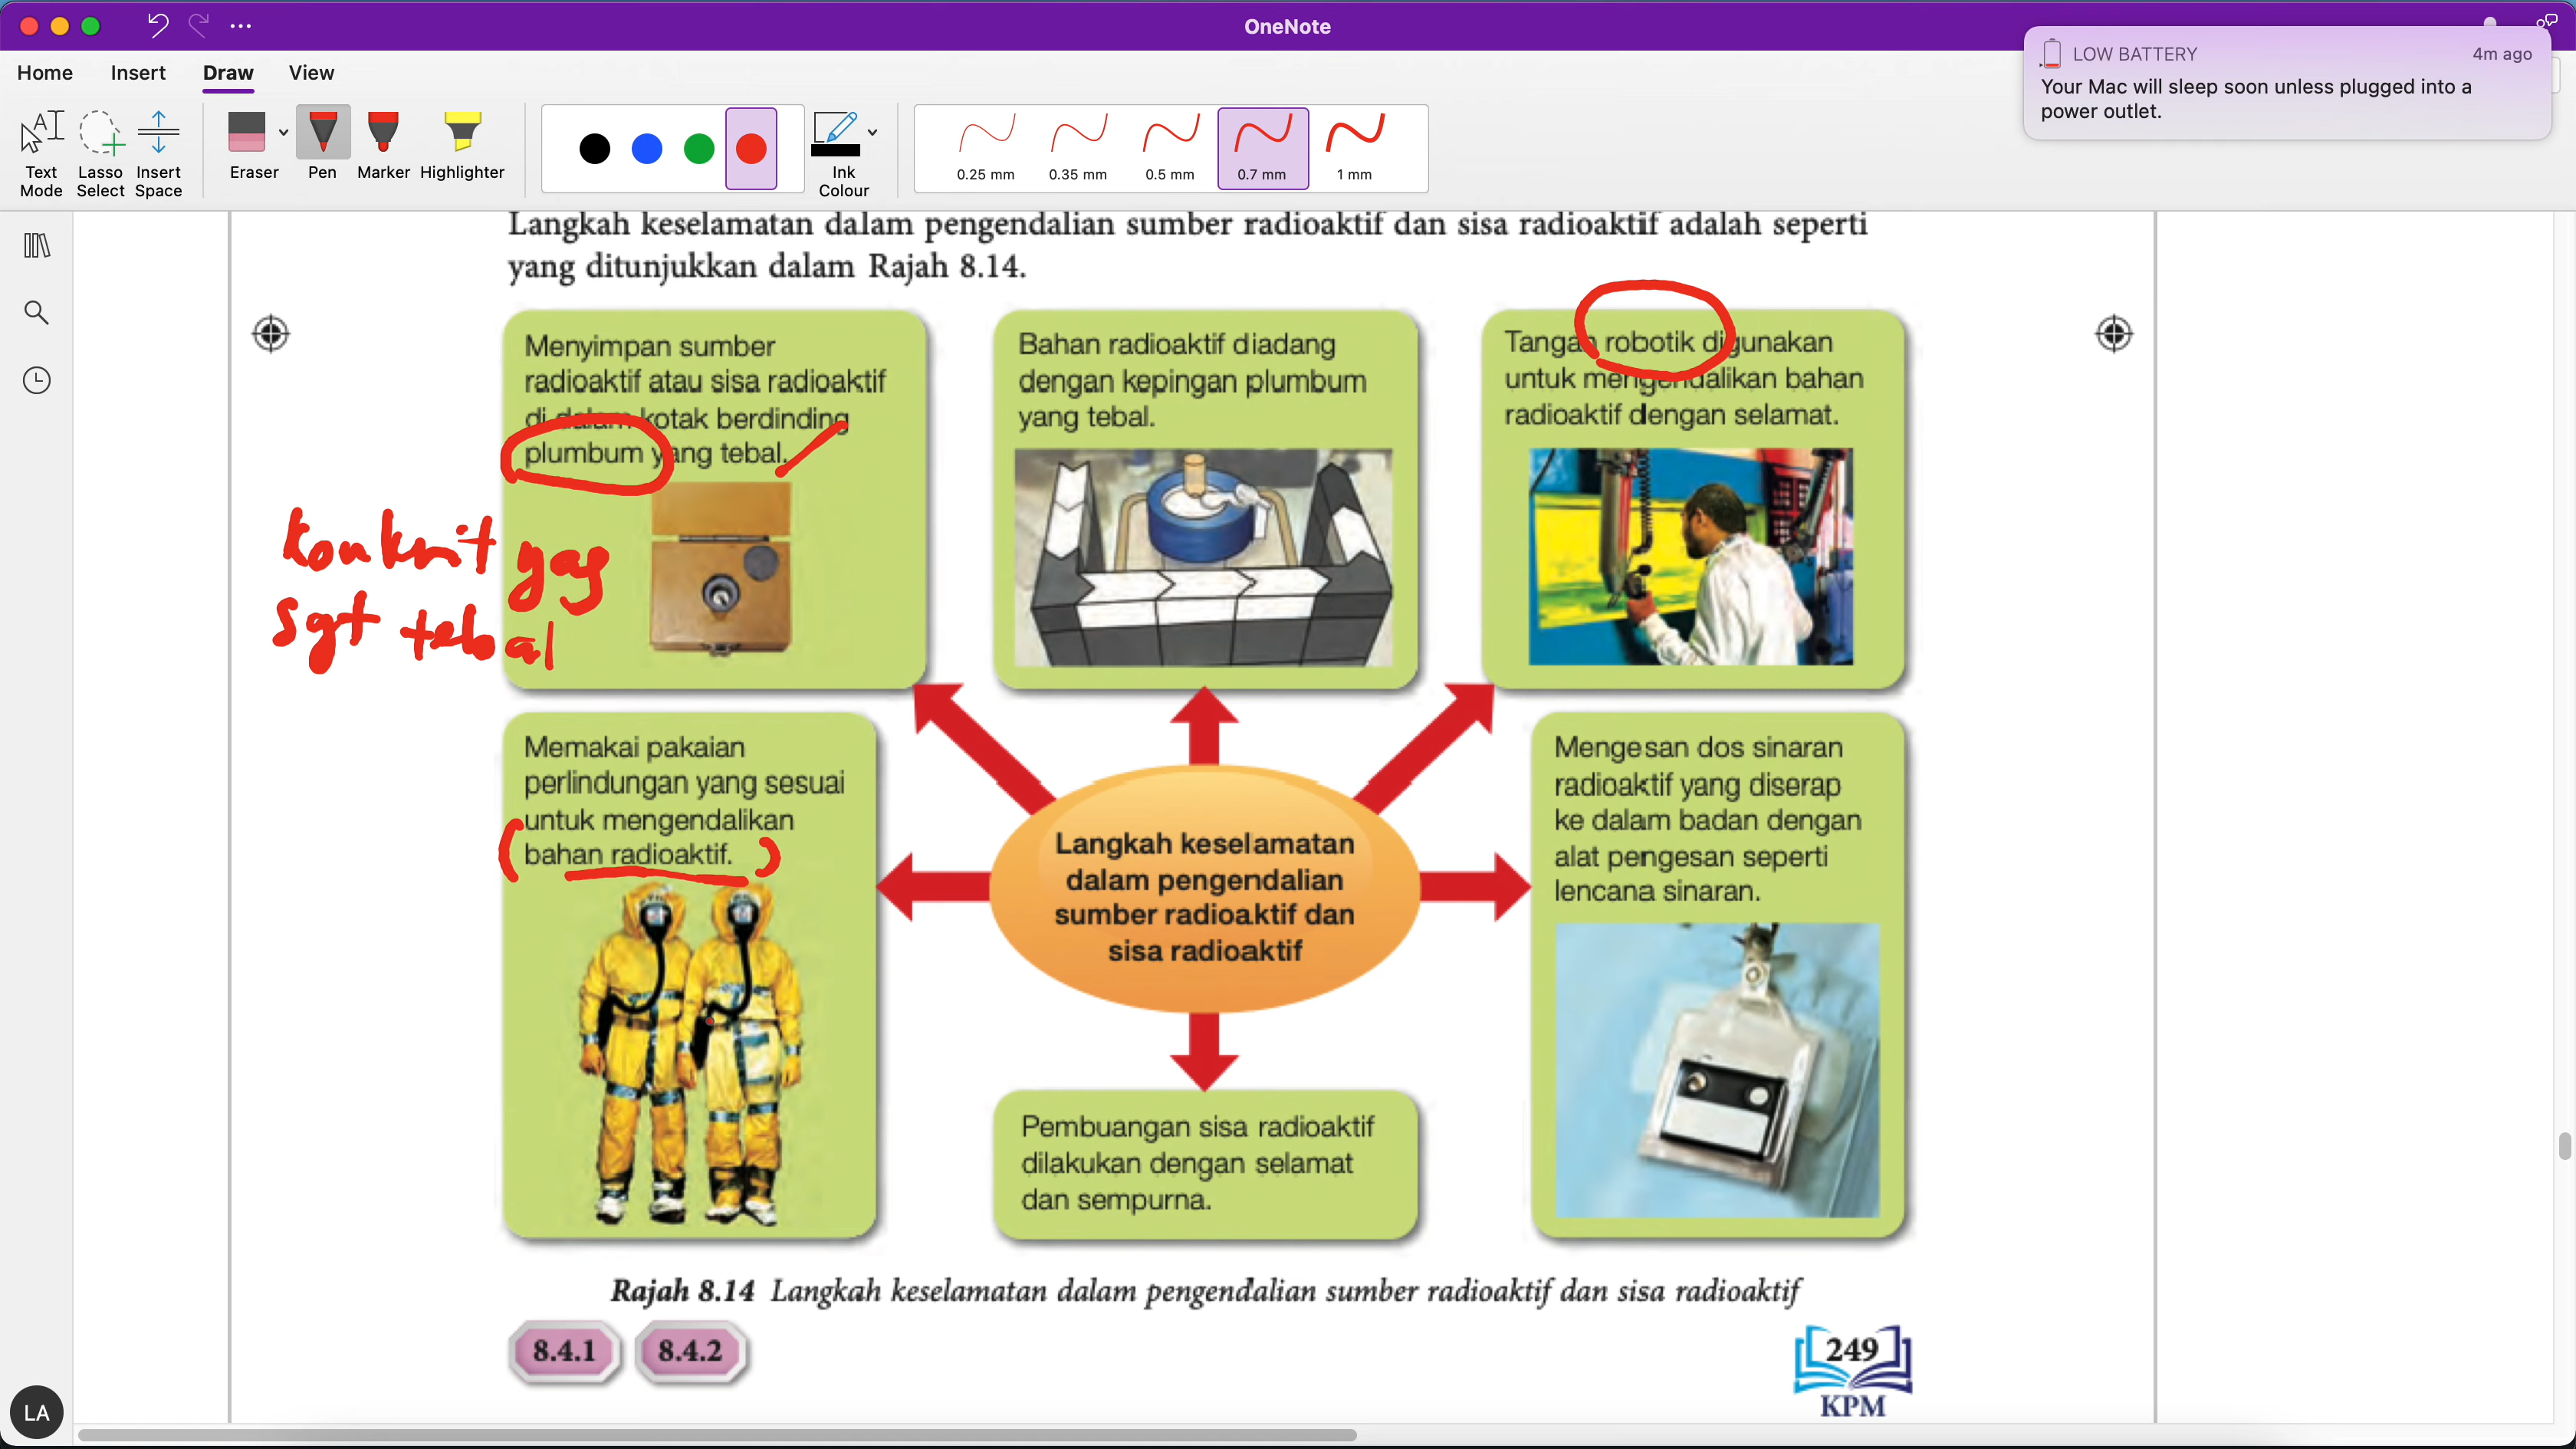 OneNote
LOW BATTERY
4m ago
Your Mac will sleep soon unless plugged into a
power outlet.
Home
Insert
Draw
View
Text
Mode
Lasso
Select
Insert
Space
Eraser
Pen
Marker
Highlighter
Ink
Colour
0.25 mm
0.35 mm
0.5 mm
0.7 mm
1 mm
Langkah keselamatan dalam pengendalian sumber radioaktif dan sisa radioaktif adalah seperti
yang ditunjukkan dalam Rajah 8.14.
Menyimpan sumber
radioaktif atau sisa radioaktif
di dalam kotak berdinding
plumbum yang tebal.
Bahan radioaktif diadang
dengan kepingan plumbum
yang tebal.
Tangan robotik digunakan
untuk mengendalikan bahan
radioaktif dengan selamat.
Konkrit yag
sgt tebal
Memakai pakaian
perlindungan yang sesuai
untuk mengendalikan
bahan radioaktif.
Langkah keselamatan
dalam pengendalian
sumber radioaktif dan
sisa radioaktif
Mengesan dos sinaran
radioaktif yang diserap
ke dalam badan dengan
alat pengesan seperti
lencana sinaran.
Pembuangan sisa radioaktif
dilakukan dengan selamat
dan sempurna.
Rajah 8.14 Langkah keselamatan dalam pengendalian sumber radioaktif dan sisa radioaktif
8.4.1
8.4.2
249
KPM
LA